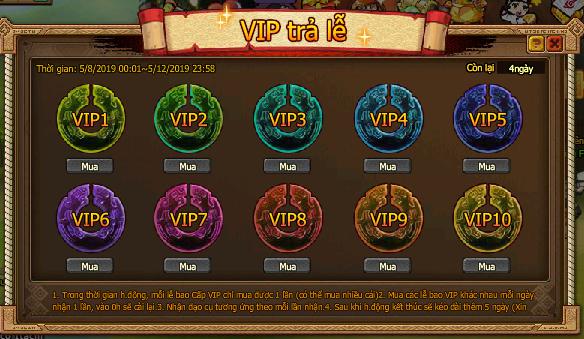 VIP trả lễ
?
Thời gian: 5/8/2019 00:01~5/12/2019 23:58
Còn lại 4ngày
VIP1 VIP2 VIP3 VIP4 VIP5
Mua Mua Mua Mua Mua
VIP6 VIP7 VIP8 VIP9 VIP10
Mua Mua Mua Mua Mua
1. Trong thời gian h.động, mỗi lễ bao Cấp VIP chỉ mua được 1 lần (có thể mua nhiều cái)2. Mua các lễ bao VIP khác nhau mỗi ngày
nhận 1 lần, vào 0h sẽ cài lại.3. Nhận đạo cụ tương ứng theo mỗi lần nhận.4. Sau khi h.động kết thúc sẽ kéo dài thêm 5 ngày (Xin